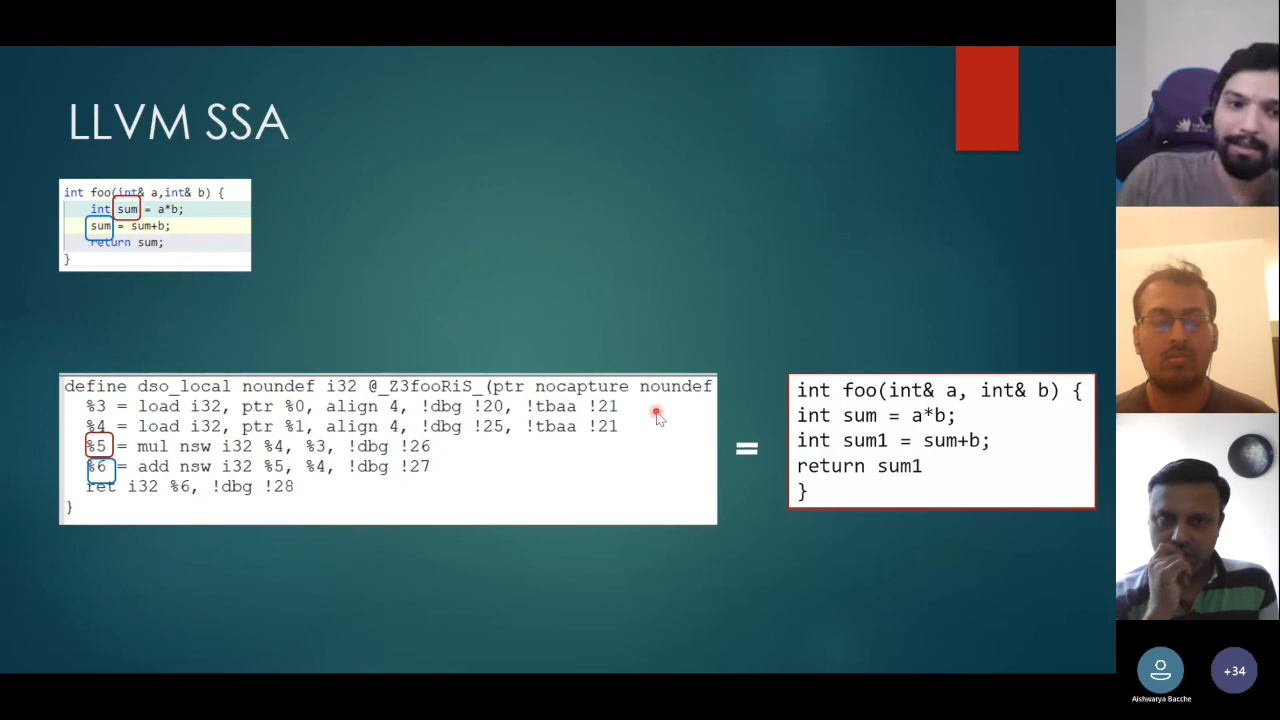 LLVM SSA
int foo(int& a,int& b) {
int sum = a*b;
sum = sum+b;
return sum;
}
define dso_local noundef i32 @_Z3fooRiS_(ptr nocapture noundef
%3 = load i32, ptr %0, align 4, !dbg !20, !tbaa !21
%4 = load i32, ptr %1, align 4, !dbg !25, !tbaa !21
%5 = mul nsw i32 %4, %3, !dbg !26
%6 = add nsw i32 %5, %4, !dbg !27
ret i32 %6, !dbg !28
}
=
int foo(int& a, int& b) {
int sum = a*b;
int sum1 = sum+b;
return sum1
}
Aishwarya Bacche
+34